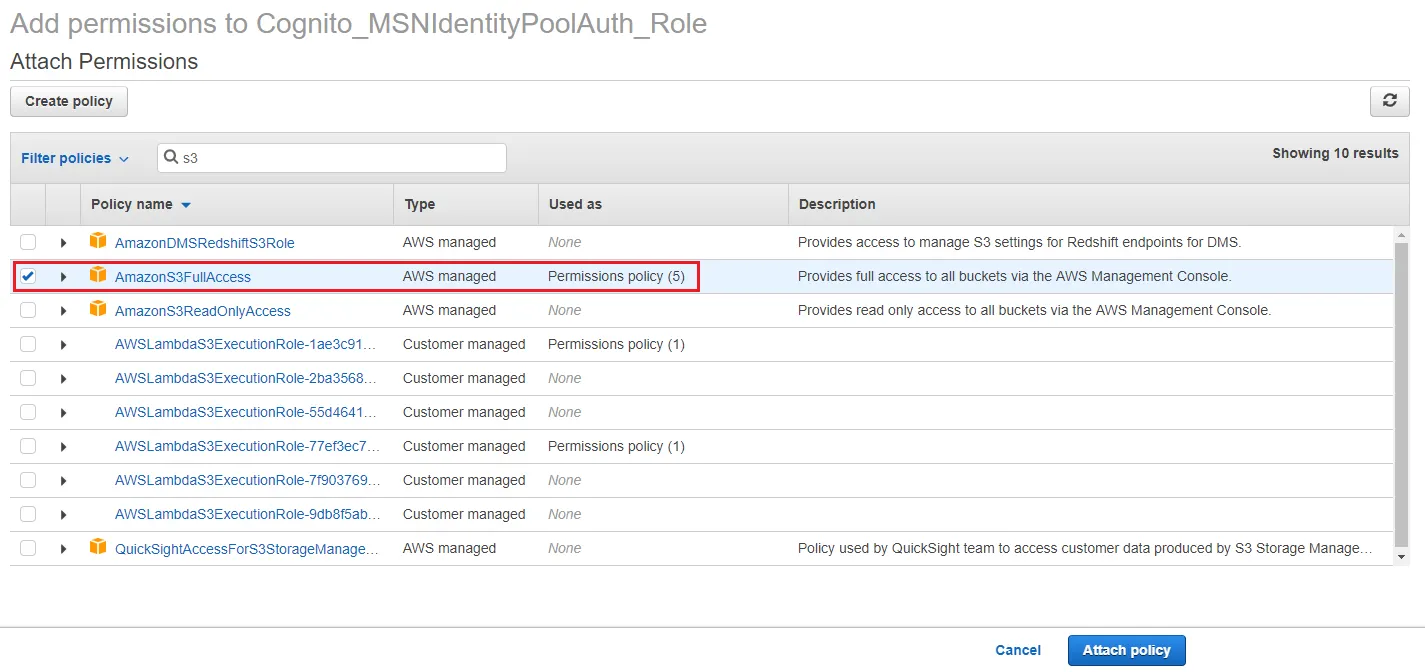 Add permissions to Cognito_MSNIdentityPoolAuth_Role
Attach Permissions
Create policy
Filter policies s3 Showing 10 results
Policy name Type Used as Description
AmazonDMSRedshiftS3Role AWS managed None Provides access to manage S3 settings for Redshift endpoints for DMS.
AmazonS3FullAccess AWS managed Permissions policy (5) Provides full access to all buckets via the AWS Management Console.
AmazonS3ReadOnlyAccess AWS managed None Provides read only access to all buckets via the AWS Management Console.
AWSLambdaS3ExecutionRole-1ae3c91… Customer managed Permissions policy (1)
AWSLambdaS3ExecutionRole-2ba3568… Customer managed None
AWSLambdaS3ExecutionRole-55d4641… Customer managed None
AWSLambdaS3ExecutionRole-77ef3ec7… Customer managed Permissions policy (1)
AWSLambdaS3ExecutionRole-7f903769… Customer managed None
AWSLambdaS3ExecutionRole-9db8f5ab… Customer managed None
QuickSightAccessForS3StorageManage… AWS managed None Policy used by QuickSight team to access customer data produced by S3 Storage Manage…
Cancel Attach policy